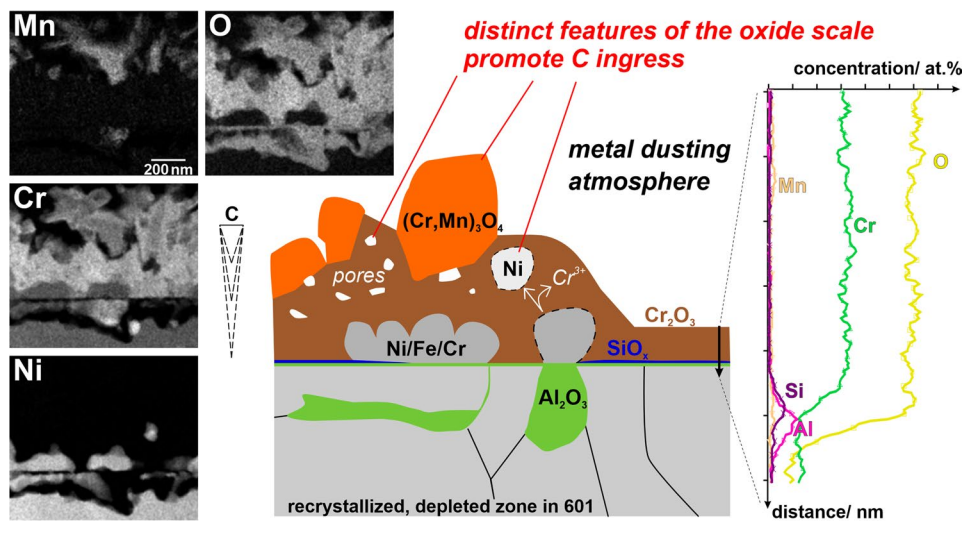 Mn
O
200 nm
Cr
Ni
C
distinct features of the oxide scale
promote C ingress
metal dusting
atmosphere
(Cr,Mn)₃O₄
pores
Ni
Cr³⁺
Cr₂O₃
Ni/Fe/Cr
SiOₓ
Al₂O₃
recrystallized, depleted zone in 601
concentration/ at.%
O
Mn
Cr
Si
Al
distance/ nm